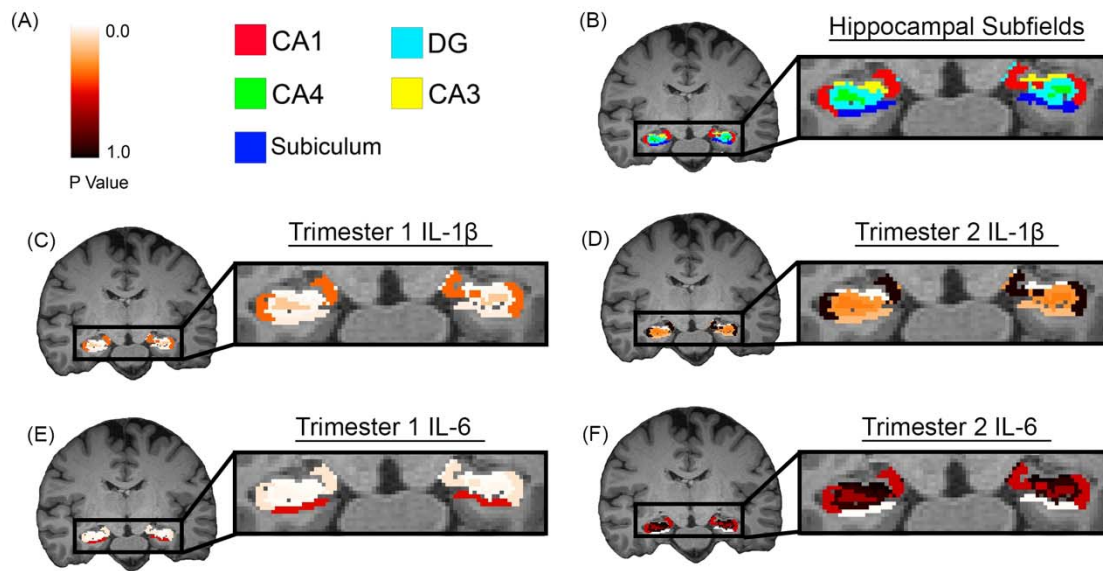 (A)
0.0
1.0
P Value
CA1
DG
CA4
CA3
Subiculum
(B)
Hippocampal Subfields
(C)
Trimester 1 IL-1β
(D)
Trimester 2 IL-1β
(E)
Trimester 1 IL-6
(F)
Trimester 2 IL-6